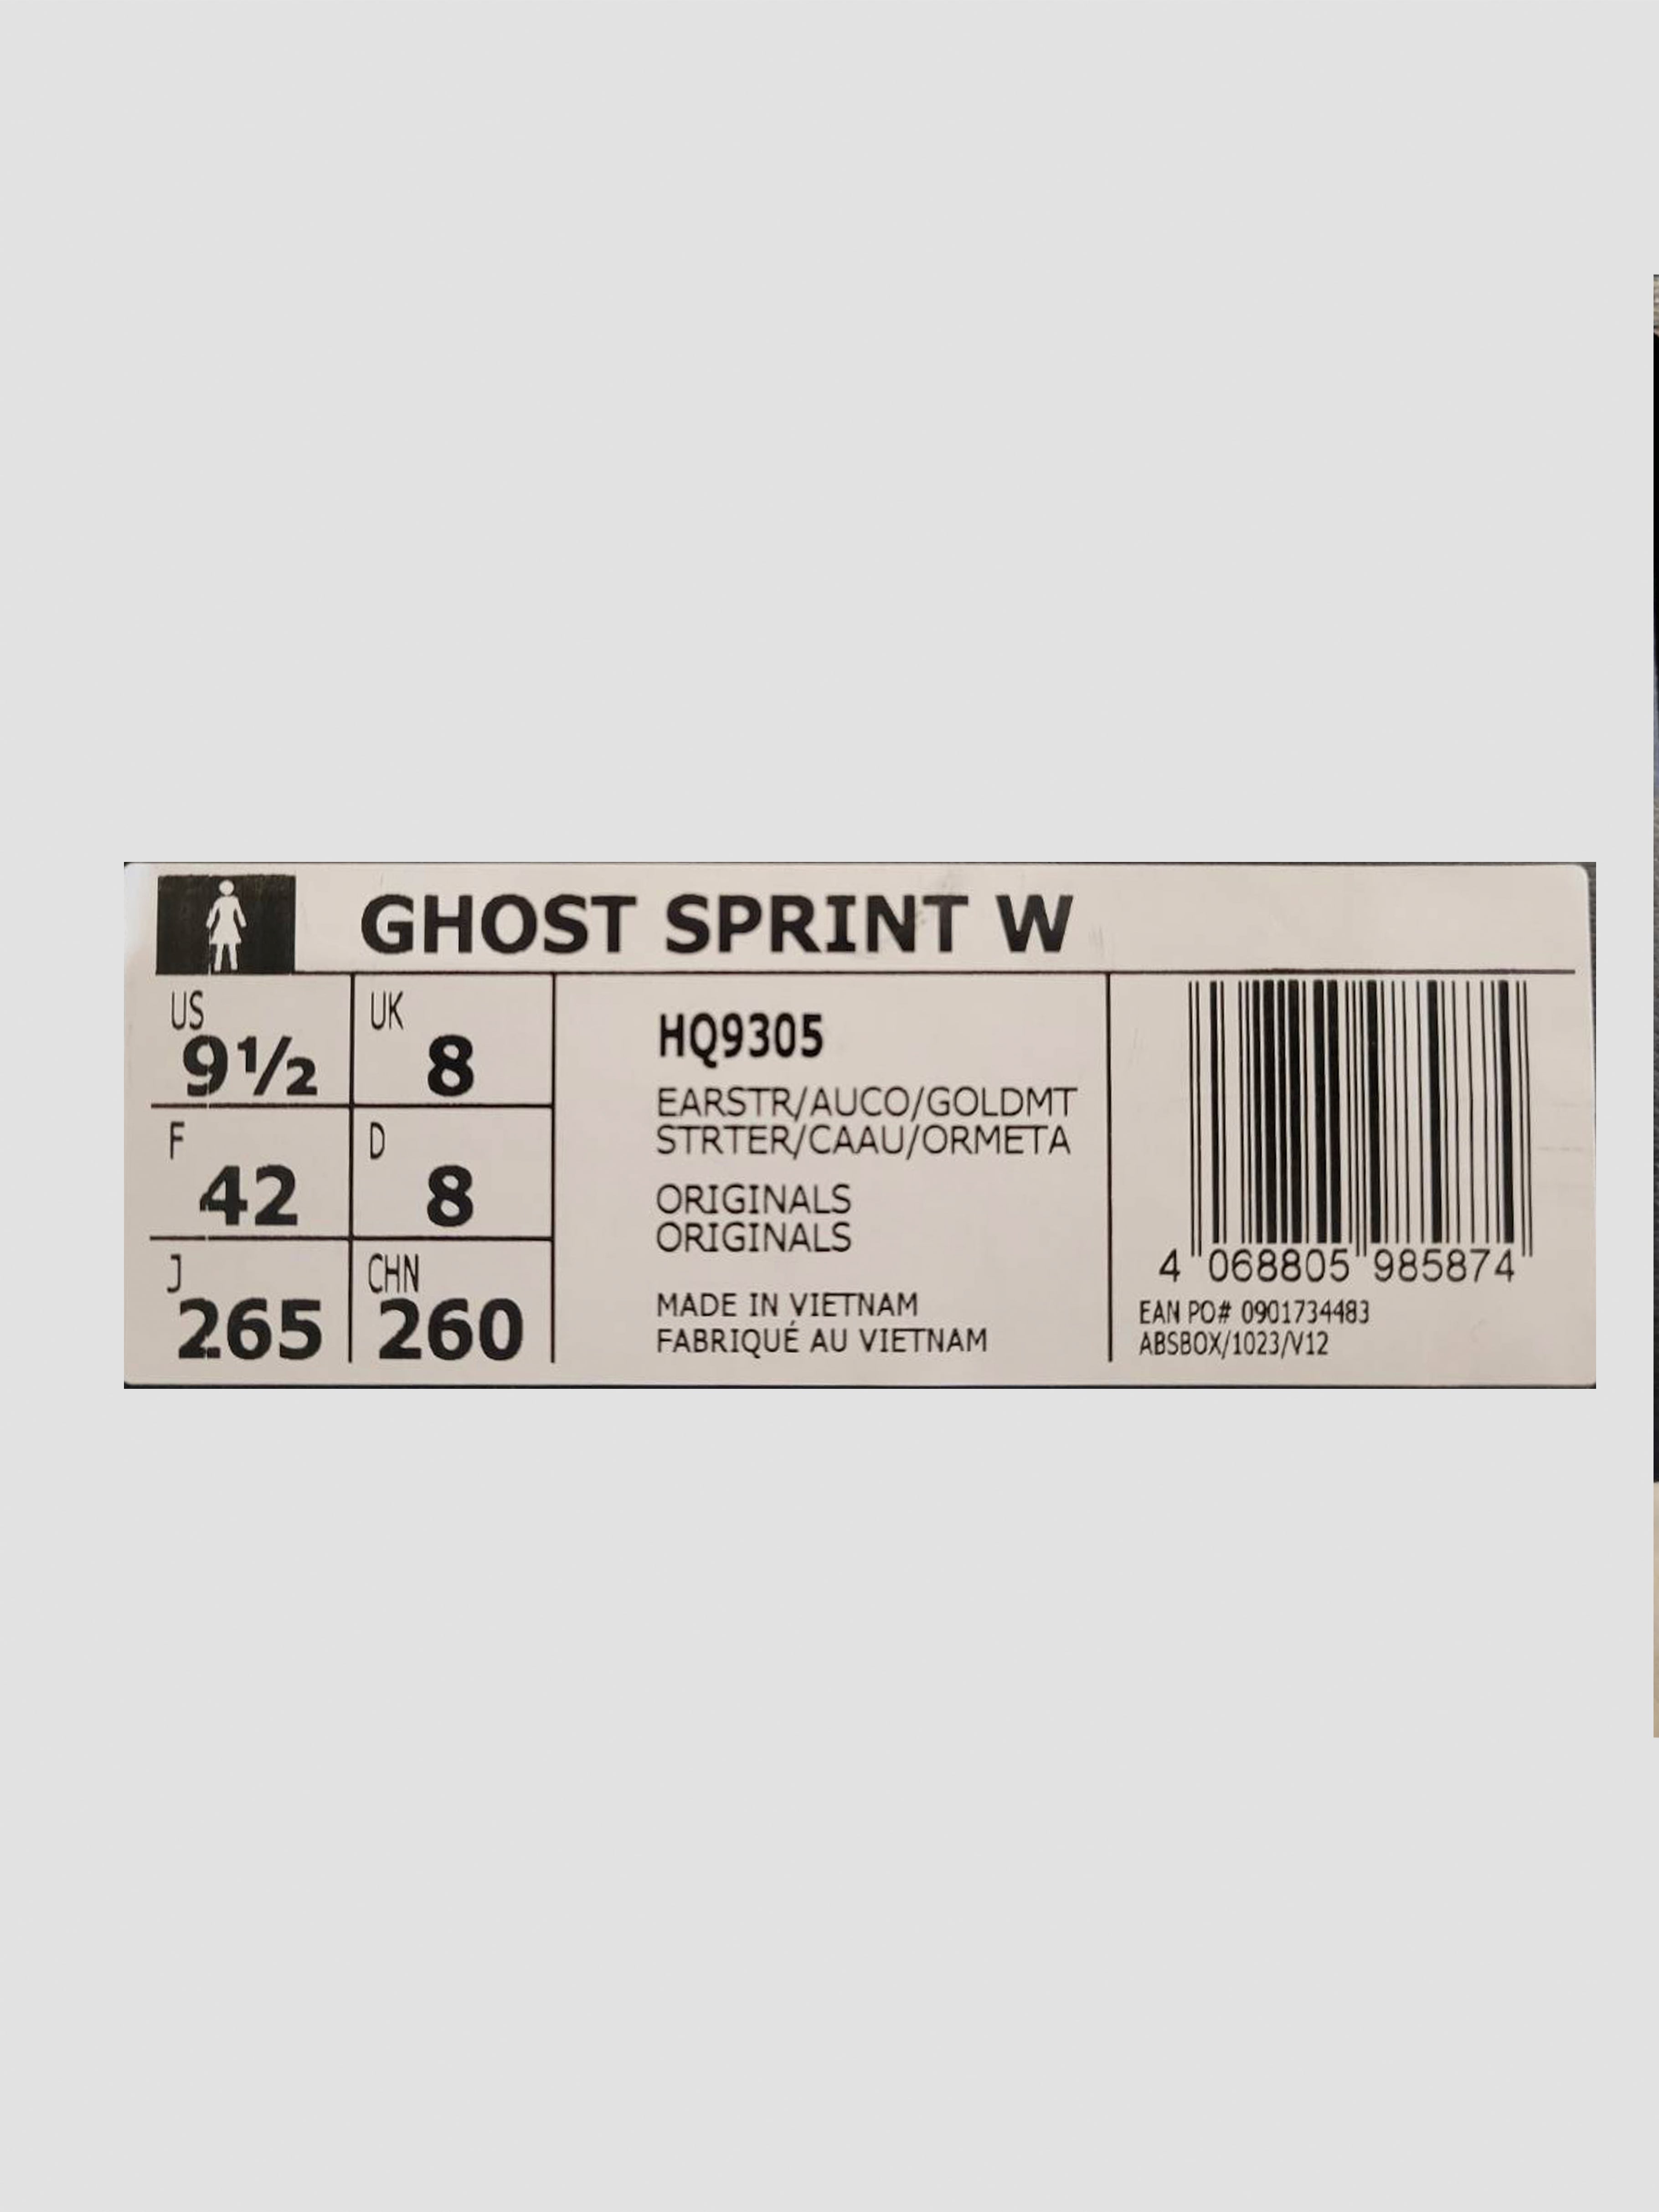 GHOST SPRINT W
US
9½
UK
8
F
42
D
8
J
265
CHN
260
HQ9305
EARSTR/AUCO/GOLDMT
STRTER/CAAU/ORMETA
ORIGINALS
ORIGINALS
MADE IN VIETNAM
FABRIQUÉ AU VIETNAM
4 068805 985874
EAN PO# 0901734483
ABSBOX/1023/V12